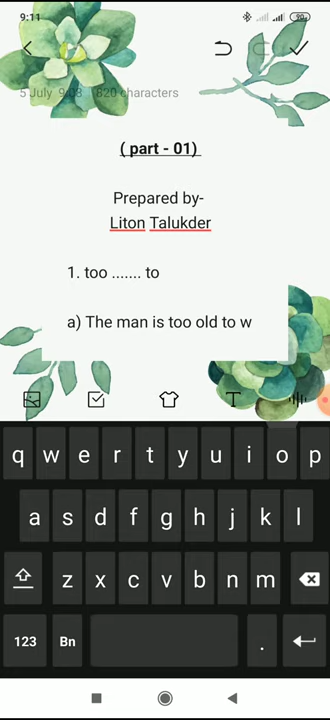 9:11
99
5 July 9:08 820 characters
( part - 01)
Prepared by-
Liton Talukder
1. too ....... to
a) The man is too old to w
T
q w e r t y u i o p
a s d f g h j k l
z x c v b n m
123 Bn .